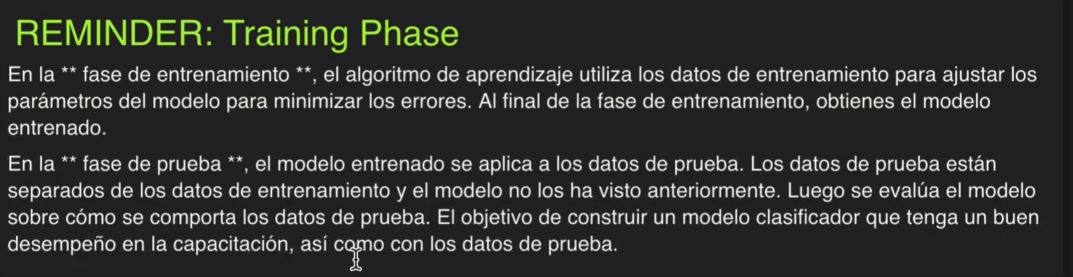 REMINDER: Training Phase
En la ** fase de entrenamiento **, el algoritmo de aprendizaje utiliza los datos de entrenamiento para ajustar los
parámetros del modelo para minimizar los errores. Al final de la fase de entrenamiento, obtienes el modelo
entrenado.
En la ** fase de prueba **, el modelo entrenado se aplica a los datos de prueba. Los datos de prueba están
separados de los datos de entrenamiento y el modelo no los ha visto anteriormente. Luego se evalúa el modelo
sobre cómo se comporta los datos de prueba. El objetivo de construir un modelo clasificador que tenga un buen
desempeño en la capacitación, así como con los datos de prueba.